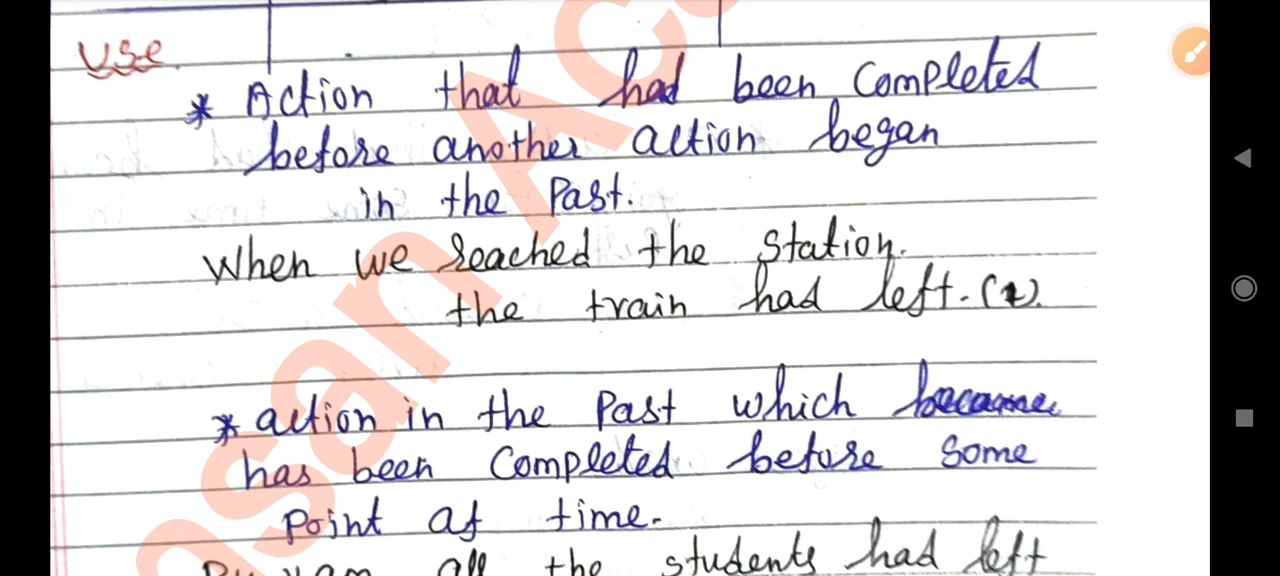 Use
* Action that had been Completed
before another action began
in the Past.
When we reached the Station.
the train had left. (1).
* action in the Past which became
has been Completed before some
point of time.
all the students had left